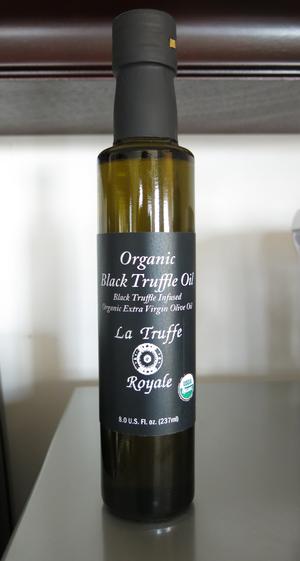 Organic
Black Truffle Oil
Black Truffle Infused
Organic Extra Virgin Olive Oil
La Truffe
Royale
USDA
8.0 U.S. Fl. oz. (237ml)